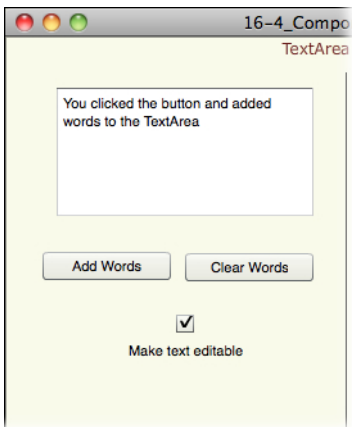 16-4_Compo
TextArea
You clicked the button and added
words to the TextArea
Add Words
Clear Words
Make text editable